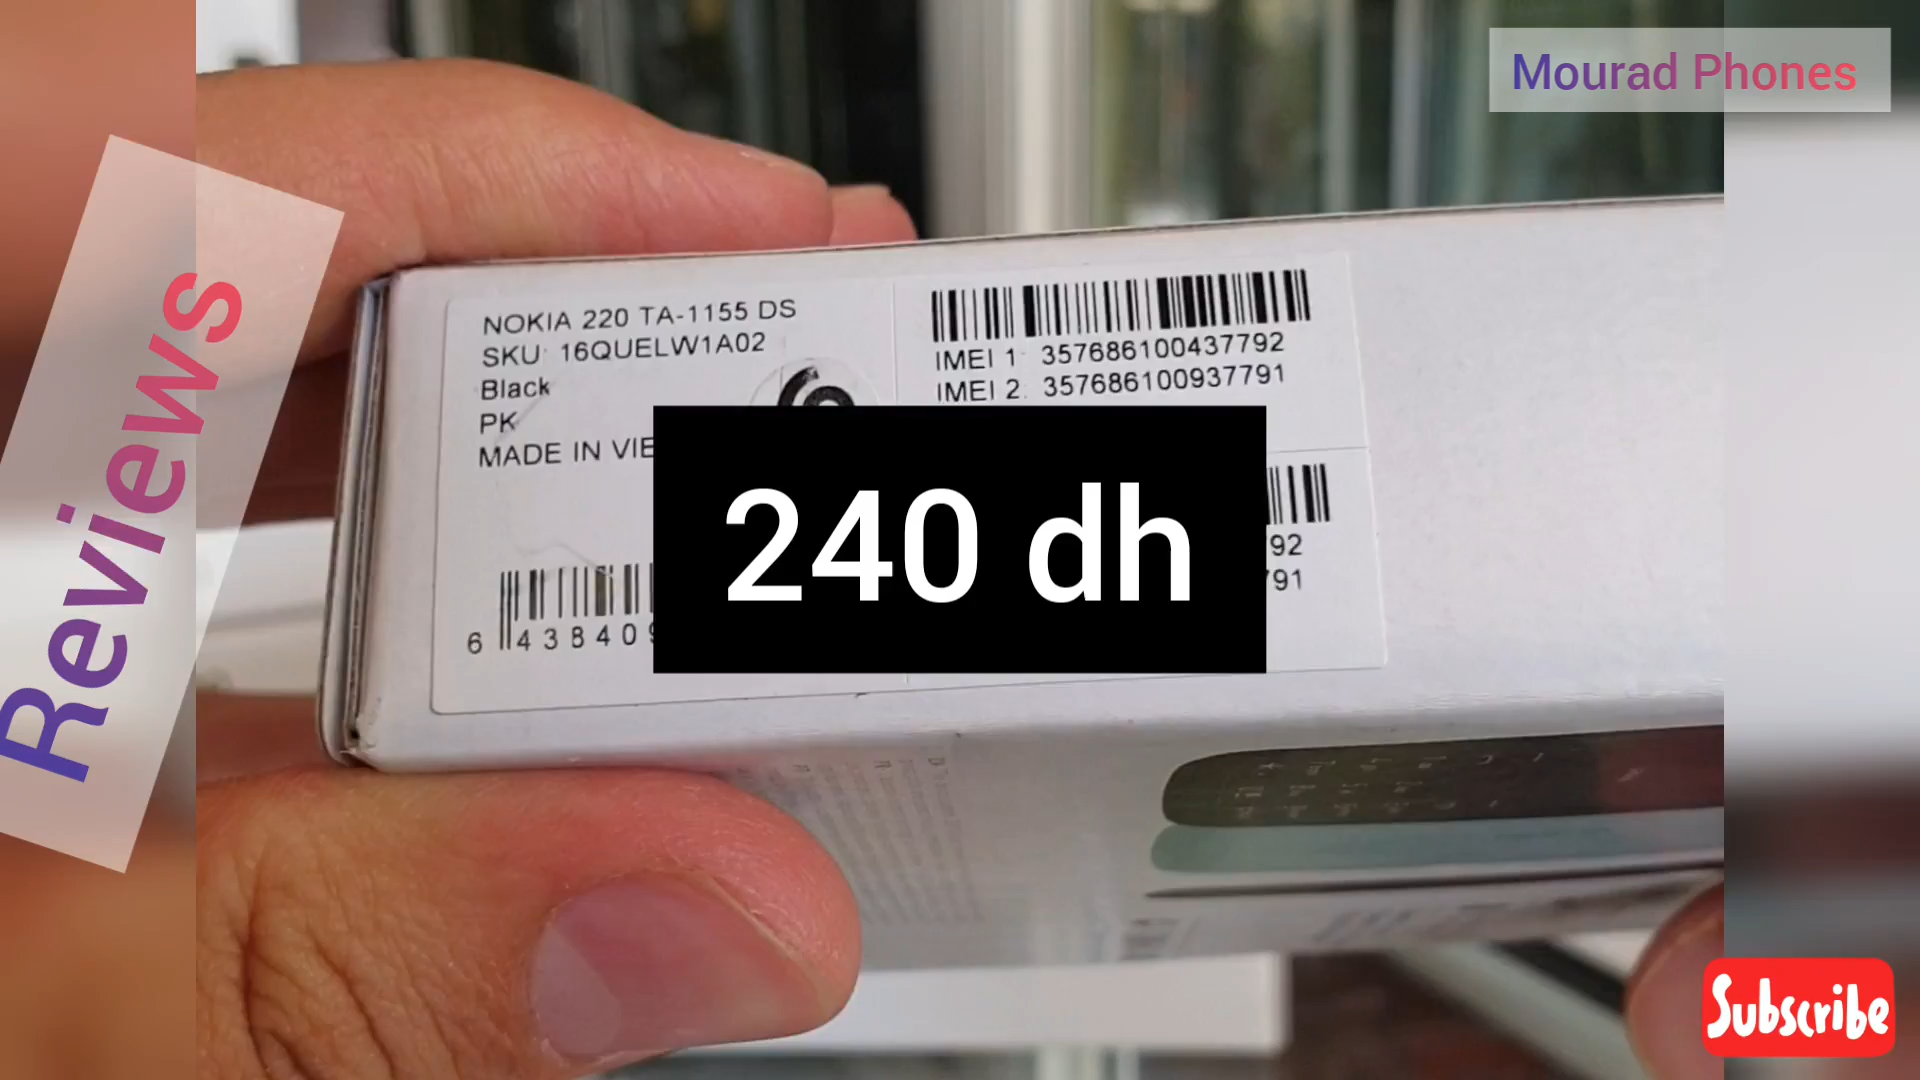 Mourad Phones
Reviews
NOKIA 220 TA-1155 DS
SKU: 16QUELW1A02
Black
PK
MADE IN VIE
IMEI 1: 357686100437792
IMEI 2: 357686100937791
240 dh
92
791
6 43840
Subscribe